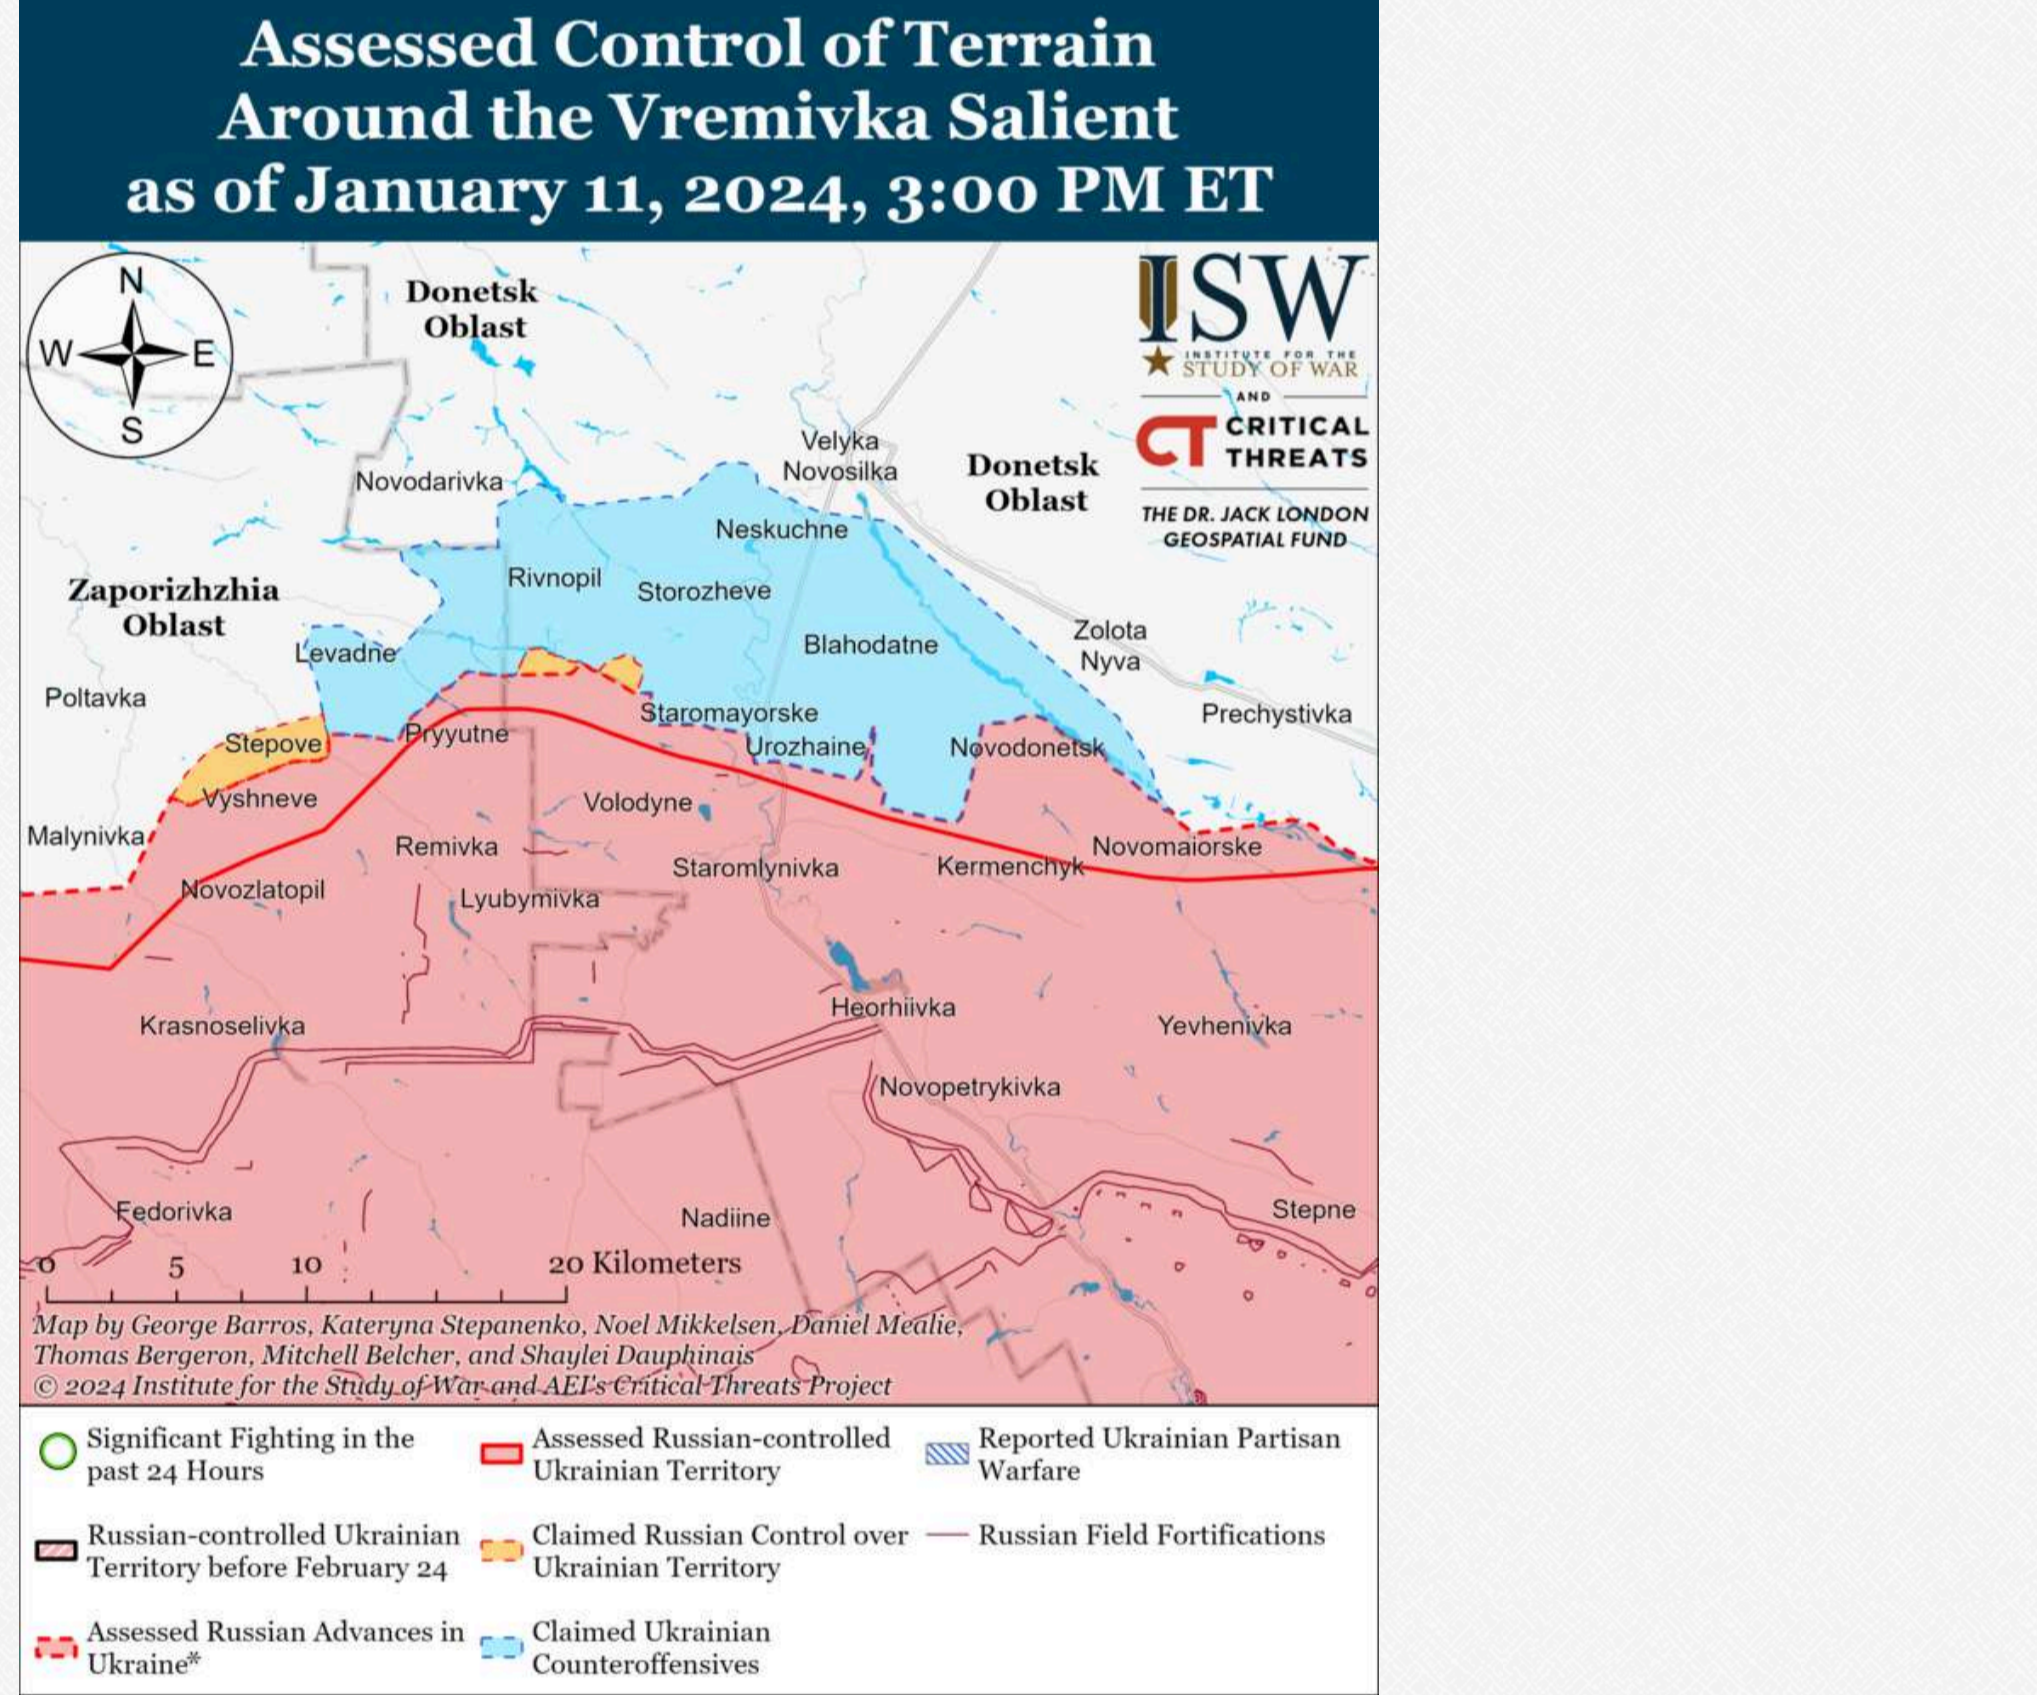 Assessed Control of Terrain
Around the Vremivka Salient
as of January 11, 2024, 3:00 PM ET
N
W
E
S
Donetsk
Oblast
ISW
INSTITUTE FOR THE
STUDY OF WAR
AND
CT CRITICAL
THREATS
THE DR. JACK LONDON
GEOSPATIAL FUND
Velyka
Novosilka
Donetsk
Oblast
Novodarivka
Neskuchne
Zaporizhzhia
Oblast
Rivnopil
Storozheve
Levadne
Blahodatne
Zolota
Nyva
Poltavka
Staromayorske
Prechystivka
Stepove
Pryyutne
Urozhaine
Novodonetsk
Vyshneve
Volodyne
Malynivka
Remivka
Novomaiorske
Staromlynivka
Kermenchyk
Novozlatopil
Lyubymivka
Heorhiivka
Krasnoselivka
Yevhenivka
Novopetrykivka
Fedorivka
Nadiine
Stepne
0 5 10 20 Kilometers
Map by George Barros, Kateryna Stepanenko, Noel Mikkelsen, Daniel Mealie,
Thomas Bergeron, Mitchell Belcher, and Shaylei Dauphinais
© 2024 Institute for the Study of War and AEI's Critical Threats Project
Significant Fighting in the
past 24 Hours
Assessed Russian-controlled
Ukrainian Territory
Reported Ukrainian Partisan
Warfare
Russian-controlled Ukrainian
Territory before February 24
Claimed Russian Control over
Ukrainian Territory
Russian Field Fortifications
Assessed Russian Advances in
Ukraine*
Claimed Ukrainian
Counteroffensives